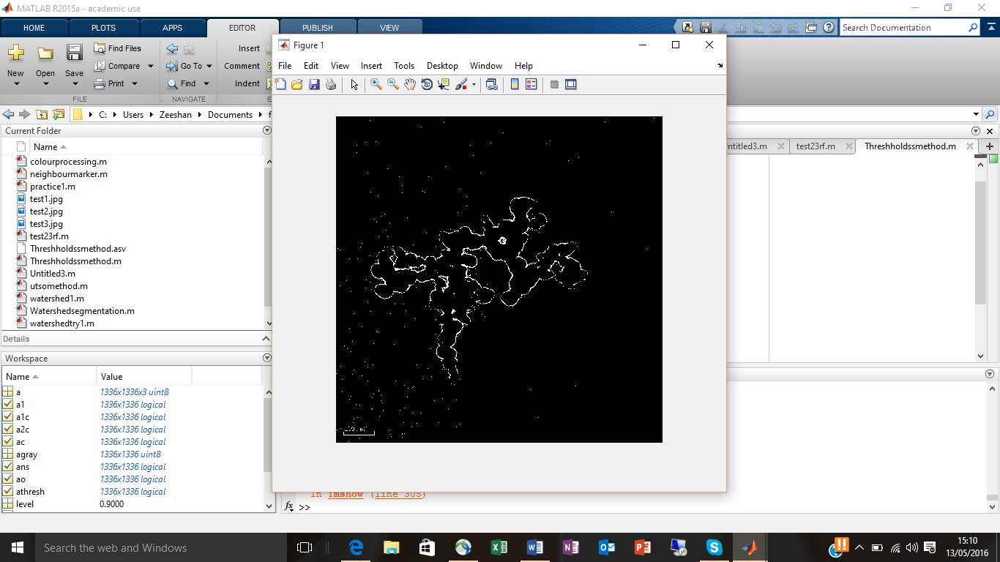 MATLAB R2015a - academic use
HOME PLOTS APPS EDITOR PUBLISH VIEW
Search Documentation
New Open Save
Find Files
Compare
Print
Go To
Find
Insert
Comment
Indent
FILE NAVIGATE
C: Users Zeeshan Documents f
Current Folder
Name
colourprocessing.m
neighbourmarker.m
practice1.m
test1.jpg
test2.jpg
test3.jpg
test23rf.m
Threshholdssmethod.asv
Threshholdssmethod.m
Untitled3.m
utsomethod.m
watershed1.m
Watershedsegmentation.m
watershedtry1.m
Details
Workspace
Name Value
a 1336x1336x3 uint8
a1 1336x1336 logical
a1c 1336x1336 logical
a2c 1336x1336 logical
ac 1336x1336 logical
agray 1336x1336 uint8
ans 1336x1336 logical
ao 1336x1336 logical
athresh 1336x1336 logical
level 0.9000
Figure 1
File Edit View Insert Tools Desktop Window Help
ntitled3.m test23rf.m Threshholdssmethod.m
In imshow (line 305)
fx >>
Search the web and Windows
15:10
13/05/2016